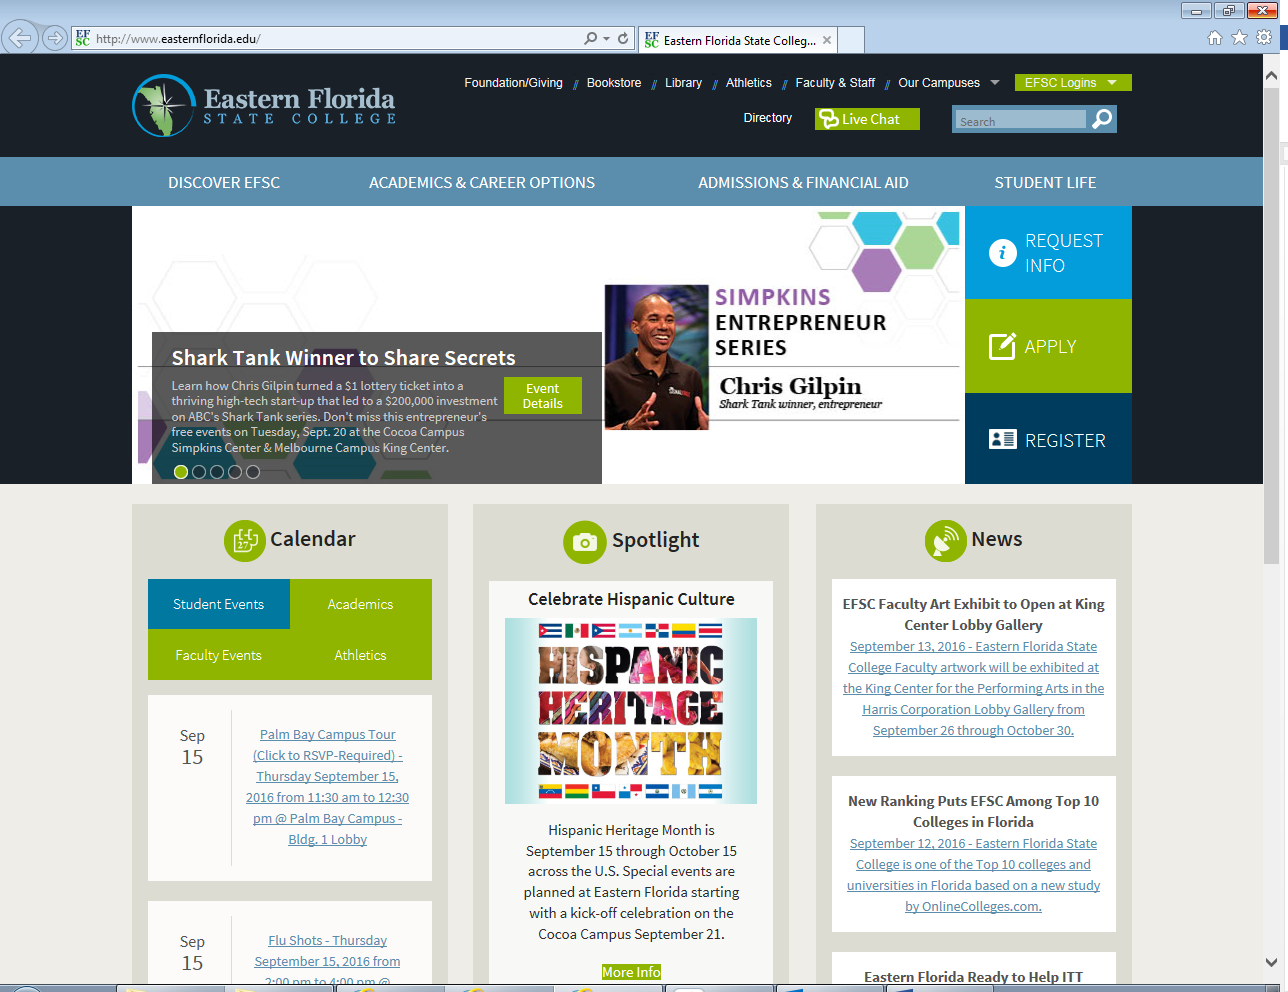 http://www.easternflorida.edu/
Eastern Florida State Colleg...
Foundation/Giving // Bookstore // Library // Athletics // Faculty & Staff // Our Campuses
EFSC Logins
Eastern Florida
STATE COLLEGE
Directory
Live Chat
Search
DISCOVER EFSC
ACADEMICS & CAREER OPTIONS
ADMISSIONS & FINANCIAL AID
STUDENT LIFE
REQUEST
INFO
APPLY
REGISTER
SIMPKINS
ENTREPRENEUR
SERIES
Chris Gilpin
Shark Tank winner, entrepreneur
Shark Tank Winner to Share Secrets
Learn how Chris Gilpin turned a $1 lottery ticket into a
thriving high-tech start-up that led to a $200,000 investment
on ABC's Shark Tank series. Don't miss this entrepreneur's
free events on Tuesday, Sept. 20 at the Cocoa Campus
Simpkins Center & Melbourne Campus King Center.
Event
Details
Calendar
Student Events
Academics
Faculty Events
Athletics
Sep
15
Palm Bay Campus Tour
(Click to RSVP-Required) -
Thursday September 15,
2016 from 11:30 am to 12:30
pm @ Palm Bay Campus -
Bldg. 1 Lobby
Sep
15
Flu Shots - Thursday
September 15, 2016 from
2:00 pm to 4:00 pm @
Spotlight
Celebrate Hispanic Culture
HISPANIC
HERITAGE
MONTH
Hispanic Heritage Month is
September 15 through October 15
across the U.S. Special events are
planned at Eastern Florida starting
with a kick-off celebration on the
Cocoa Campus September 21.
More Info
News
EFSC Faculty Art Exhibit to Open at King
Center Lobby Gallery
September 13, 2016 - Eastern Florida State
College Faculty artwork will be exhibited at
the King Center for the Performing Arts in the
Harris Corporation Lobby Gallery from
September 26 through October 30.
New Ranking Puts EFSC Among Top 10
Colleges in Florida
September 12, 2016 - Eastern Florida State
College is one of the Top 10 colleges and
universities in Florida based on a new study
by OnlineColleges.com.
Eastern Florida Ready to Help ITT